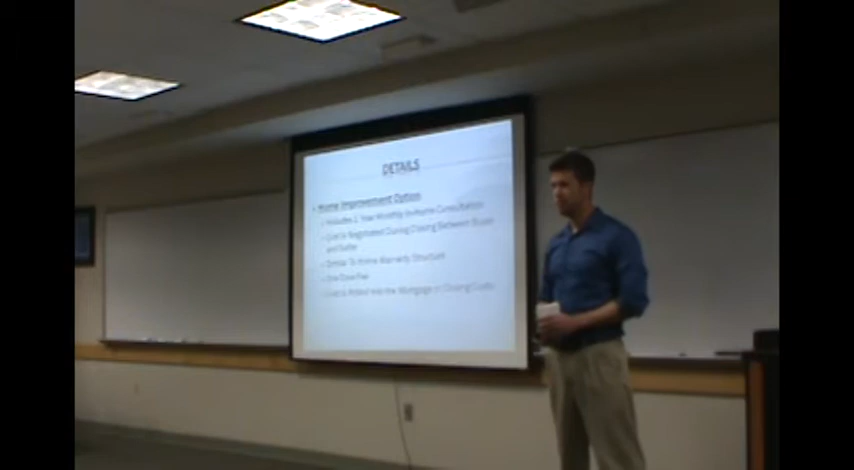 DETAILS
Home Improvement Option
Includes 1 Year Monthly In-Home Consultation
Cost is Negotiated During Closing Between Buyer
and Seller
Similar To Home Warranty Structure
One Time Fee
Cost is Rolled into the Mortgage or Closing Costs